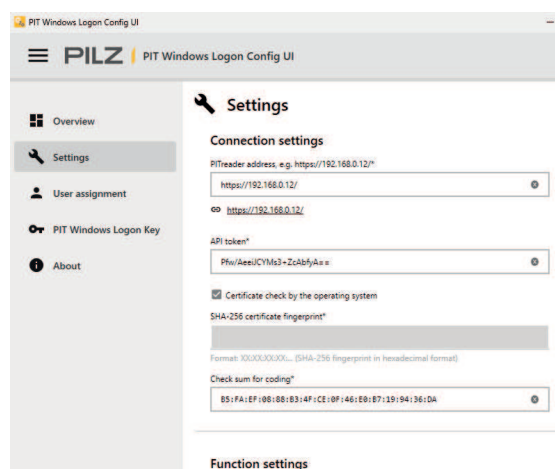 PIT Windows Logon Config UI
PILZ PIT Windows Logon Config UI
Overview
Settings
User assignment
PIT Windows Logon Key
About
Settings
Connection settings
PITreader address, e.g. https://192.168.0.12/*
https://192.168.0.12/
https://192.168.0.12/
API token*
Pfw/AeeiJCYMs3+ZcAbfyA==
Certificate check by the operating system
SHA-256 certificate fingerprint*
Format: XX:XX:XX:XX:... (SHA-256 fingerprint in hexadecimal format)
Check sum for coding*
B5:FA:EF:08:88:B3:4F:CE:0F:46:E0:B7:19:94:36:DA
Function settings